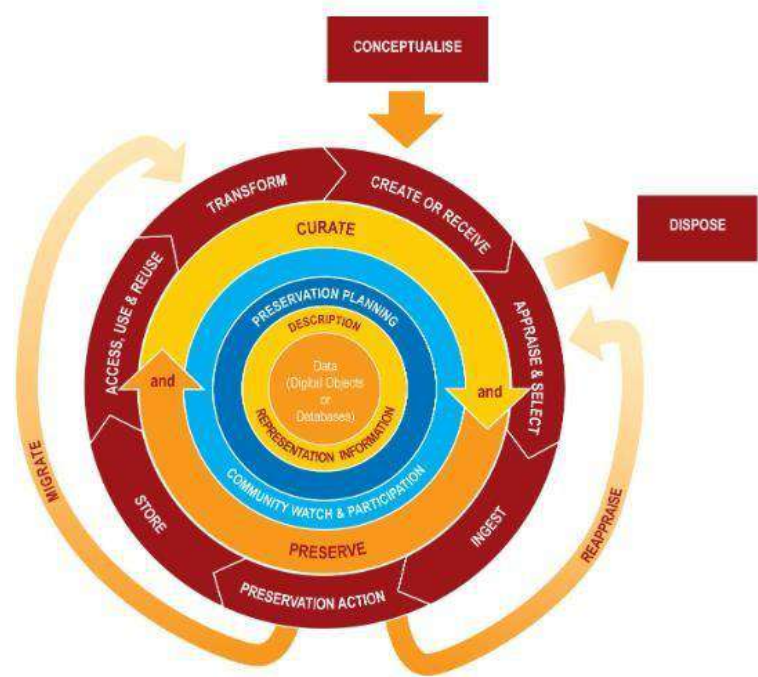 CONCEPTUALISE
TRANSFORM
CREATE OR RECEIVE
DISPOSE
CURATE
ACCESS, USE & REUSE
APPRAISE & SELECT
PRESERVATION PLANNING
DESCRIPTION
Data
(Digital Objects
or
Databases)
and
and
REPRESENTATION INFORMATION
COMMUNITY WATCH & PARTICIPATION
MIGRATE
STORE
INGEST
REAPPRAISE
PRESERVE
PRESERVATION ACTION